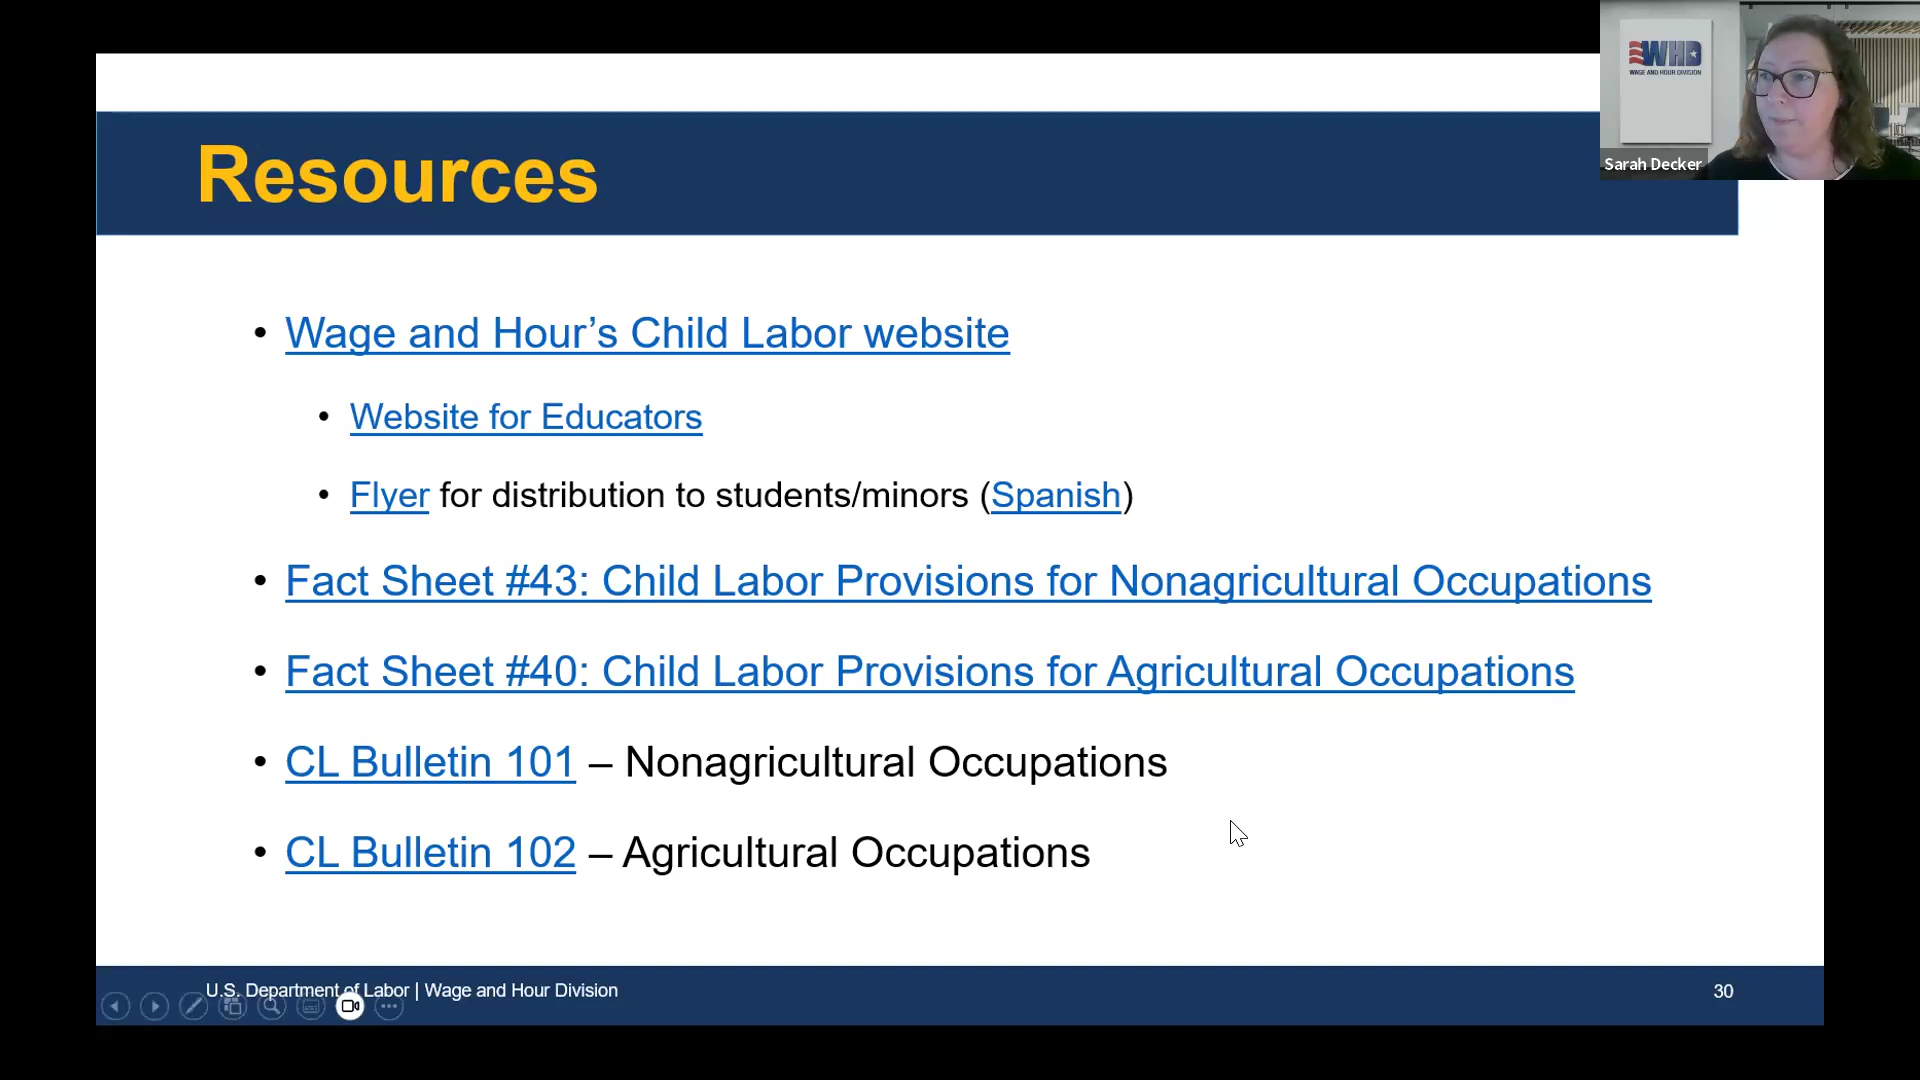 WHD
WAGE AND HOUR DIVISION
Sarah Decker
Resources
• Wage and Hour’s Child Labor website
• Website for Educators
• Flyer for distribution to students/minors (Spanish)
• Fact Sheet #43: Child Labor Provisions for Nonagricultural Occupations
• Fact Sheet #40: Child Labor Provisions for Agricultural Occupations
• CL Bulletin 101 – Nonagricultural Occupations
• CL Bulletin 102 – Agricultural Occupations
U.S. Department of Labor | Wage and Hour Division
30